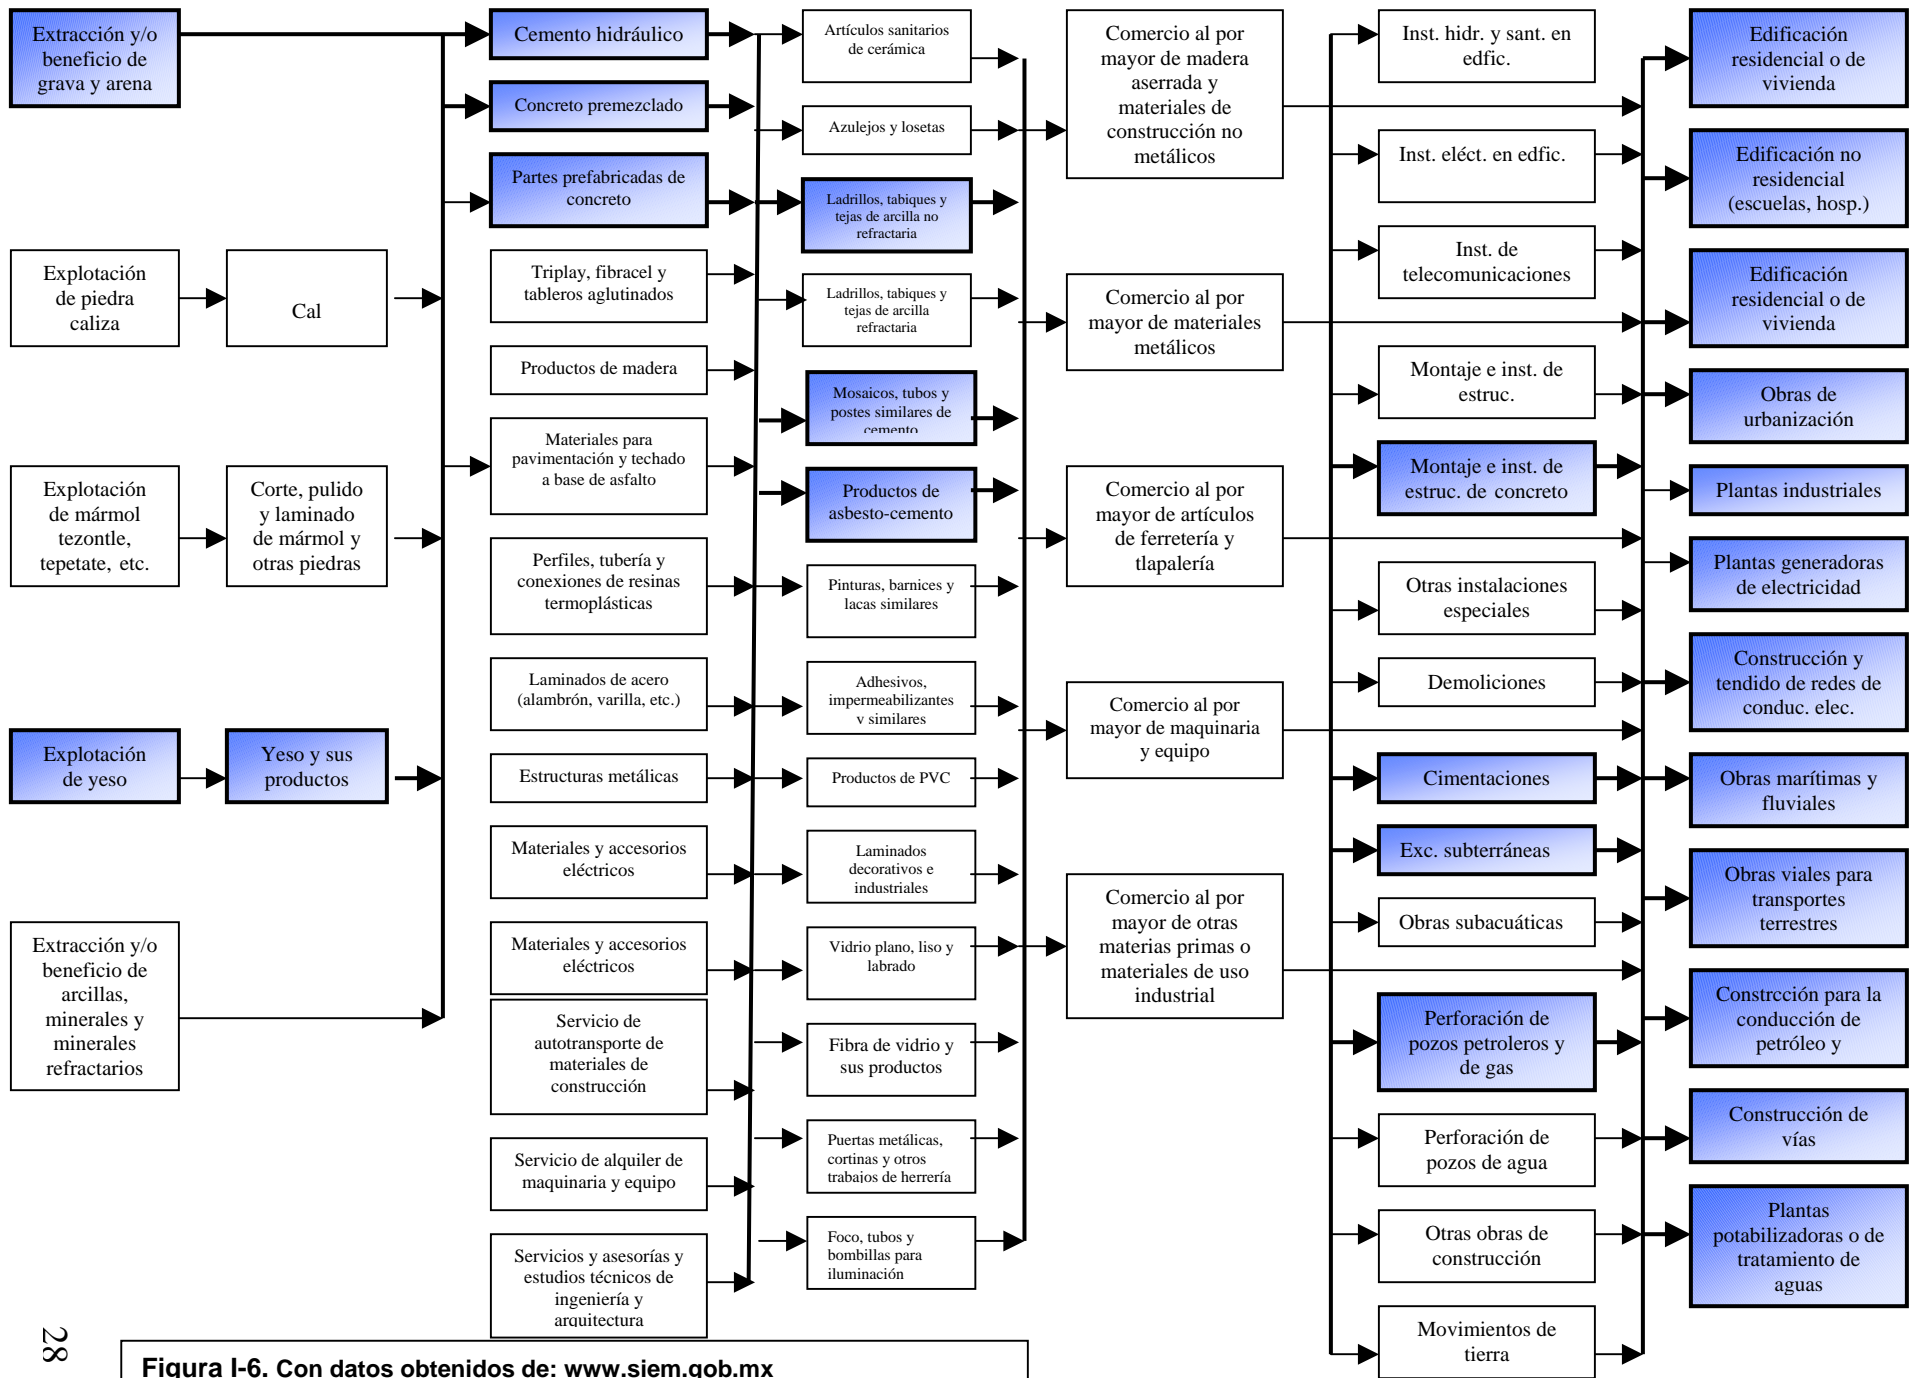 Extracción y/o
beneficio de
grava y arena
Explotación
de piedra
caliza
Cal
Explotación
de mármol
tezontle,
tepetate, etc.
Corte, pulido
y laminado
de mármol y
otras piedras
Explotación
de yeso
Yeso y sus
productos
Extracción y/o
beneficio de
arcillas,
minerales y
minerales
refractarios
Cemento hidráulico
Concreto premezclado
Partes prefabricadas de
concreto
Triplay, fibracel y
tableros aglutinados
Productos de madera
Materiales para
pavimentación y techado
a base de asfalto
Perfiles, tubería y
conexiones de resinas
termoplásticas
Laminados de acero
(alambrón, varilla, etc.)
Estructuras metálicas
Materiales y accesorios
eléctricos
Materiales y accesorios
eléctricos
Servicio de
autotransporte de
materiales de
construcción
Servicio de alquiler de
maquinaria y equipo
Servicios y asesorías y
estudios técnicos de
ingeniería y
arquitectura
Artículos sanitarios
de cerámica
Azulejos y losetas
Ladrillos, tabiques y
tejas de arcilla no
refractaria
Ladrillos, tabiques y
tejas de arcilla
refractaria
Mosaicos, tubos y
postes similares de
cemento
Productos de
asbesto-cemento
Pinturas, barnices y
lacas similares
Adhesivos,
impermeabilizantes
y similares
Productos de PVC
Laminados
decorativos e
industriales
Vidrio plano, liso y
labrado
Fibra de vidrio y
sus productos
Puertas metálicas,
cortinas y otros
trabajos de herrería
Foco, tubos y
bombillas para
iluminación
Comercio al por
mayor de madera
aserrada y
materiales de
construcción no
metálicos
Comercio al por
mayor de materiales
metálicos
Comercio al por
mayor de artículos
de ferretería y
tlapalería
Comercio al por
mayor de maquinaria
y equipo
Comercio al por
mayor de otras
materias primas o
materiales de uso
industrial
Inst. hidr. y sant. en
edfic.
Inst. eléct. en edfic.
Inst. de
telecomunicaciones
Montaje e inst. de
estruc.
Montaje e inst. de
estruc. de concreto
Otras instalaciones
especiales
Demoliciones
Cimentaciones
Exc. subterráneas
Obras subacuáticas
Perforación de
pozos petroleros y
de gas
Perforación de
pozos de agua
Otras obras de
construcción
Movimientos de
tierra
Edificación
residencial o de
vivienda
Edificación no
residencial
(escuelas, hosp.)
Edificación
residencial o de
vivienda
Obras de
urbanización
Plantas industriales
Plantas generadoras
de electricidad
Construcción y
tendido de redes de
conduc. elec.
Obras marítimas y
fluviales
Obras viales para
transportes
terrestres
Constrcción para la
conducción de
petróleo y
Construcción de
vías
Plantas
potabilizadoras o de
tratamiento de
aguas
28
Figura I-6. Con datos obtenidos de: www.siem.gob.mx